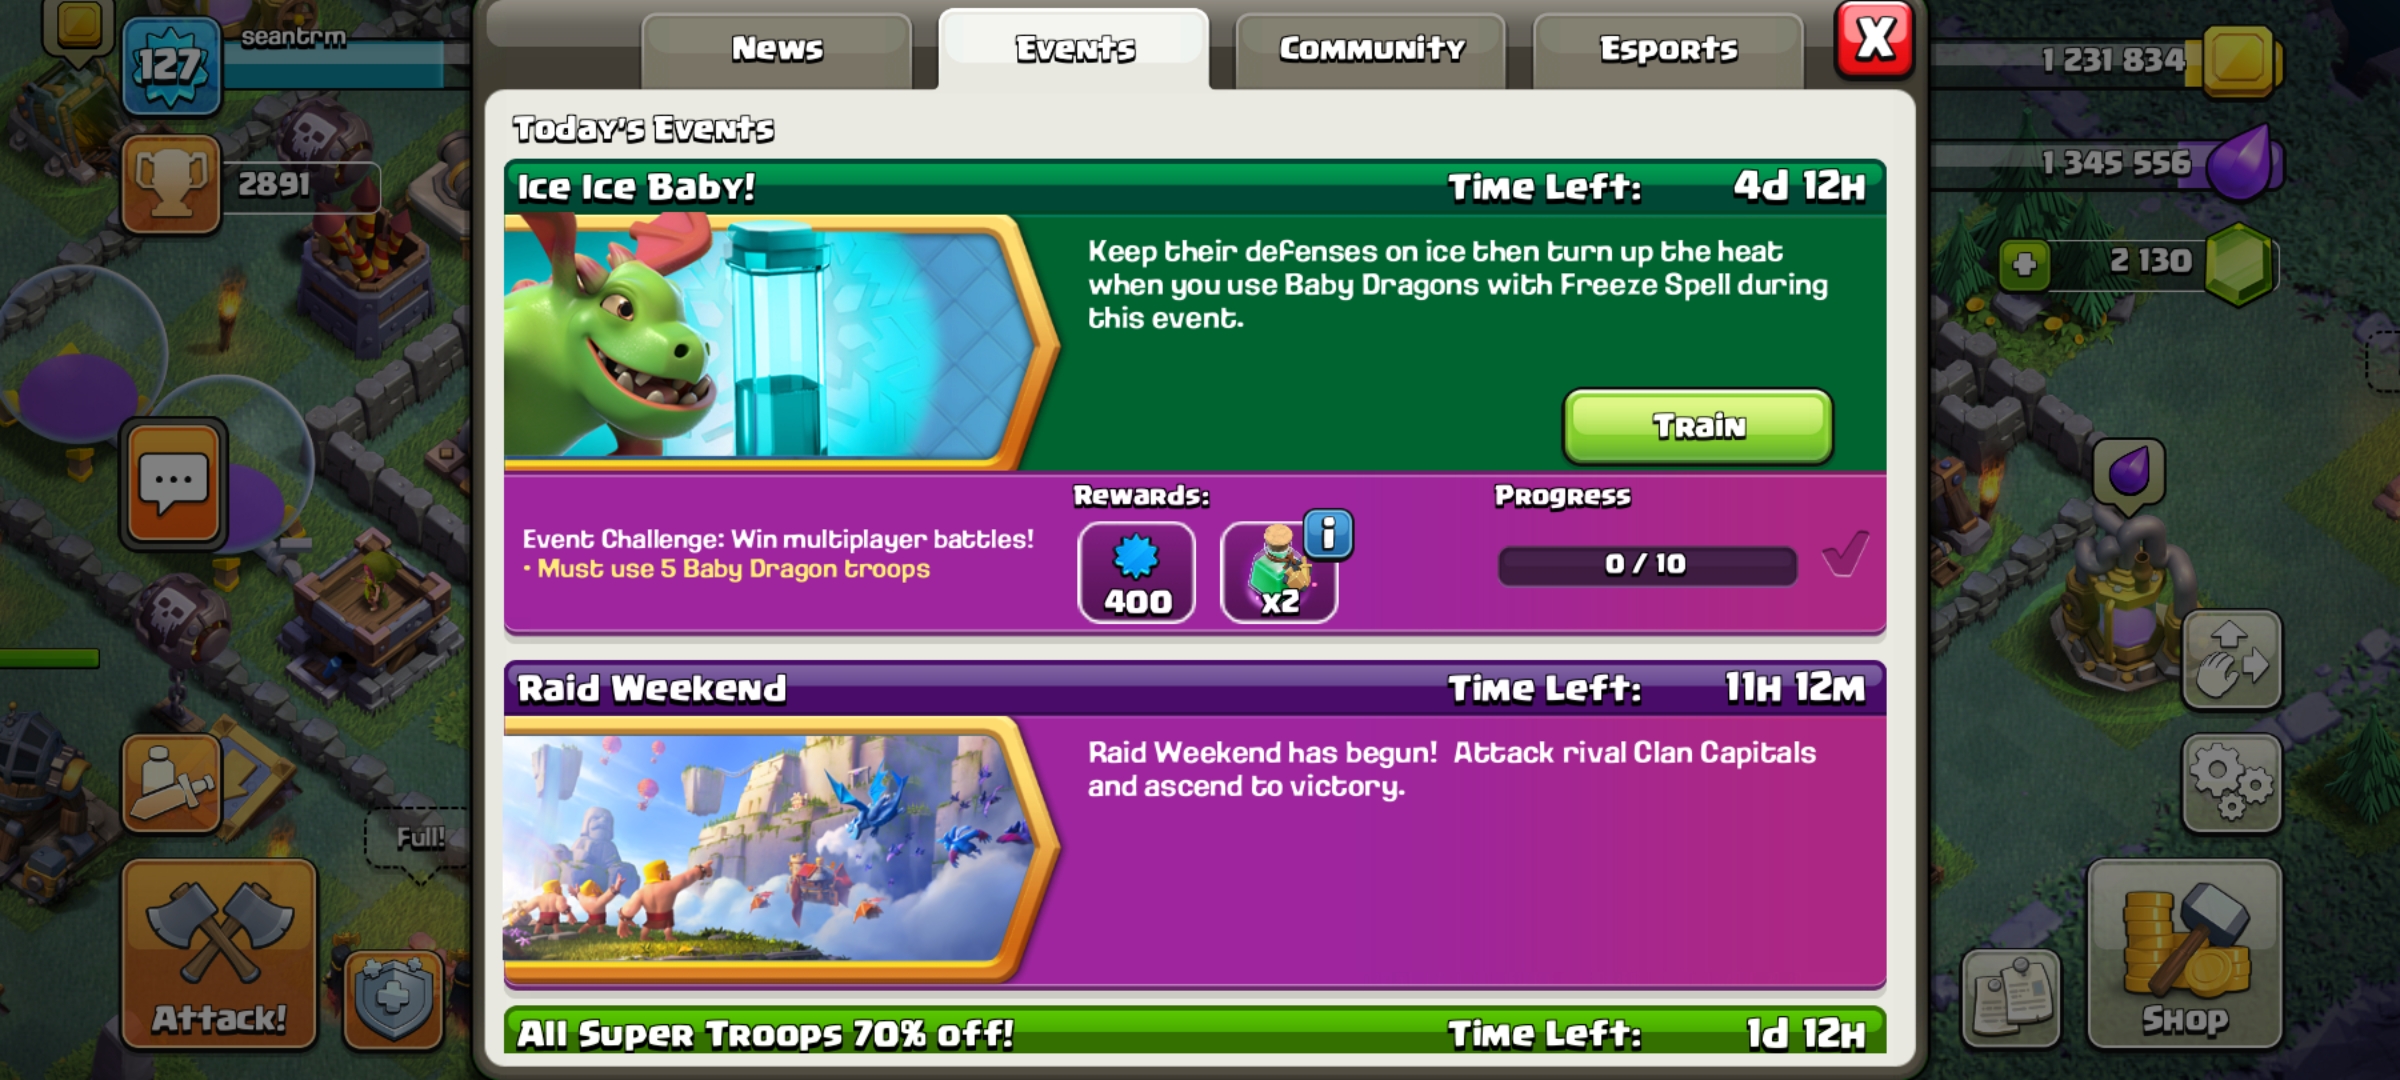 seantrm
127
2891
News
Events
Community
Esports
X
1 231 834
1 345 556
2 130
Today's Events
Ice Ice Baby!
Time Left: 4d 12H
Keep their defenses on ice then turn up the heat
when you use Baby Dragons with Freeze Spell during
this event.
Train
Event Challenge: Win multiplayer battles!
• Must use 5 Baby Dragon troops
Rewards:
400
x2
i
Progress
0 / 10
Raid Weekend
Time Left: 11H 12M
Raid Weekend has begun! Attack rival Clan Capitals
and ascend to victory.
All Super Troops 70% off!
Time Left: 1d 12H
Full!
Attack!
Shop